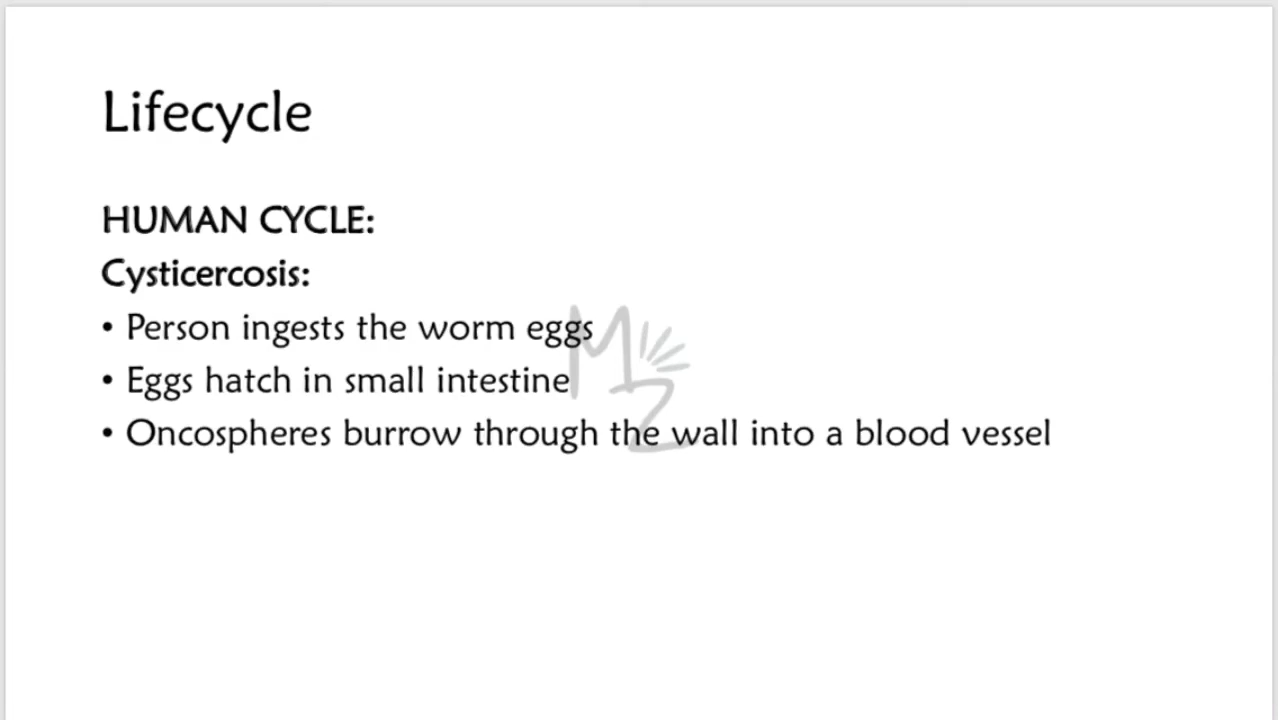 Lifecycle
HUMAN CYCLE:
Cysticercosis:
• Person ingests the worm eggs
• Eggs hatch in small intestine
• Oncospheres burrow through the wall into a blood vessel
MZ